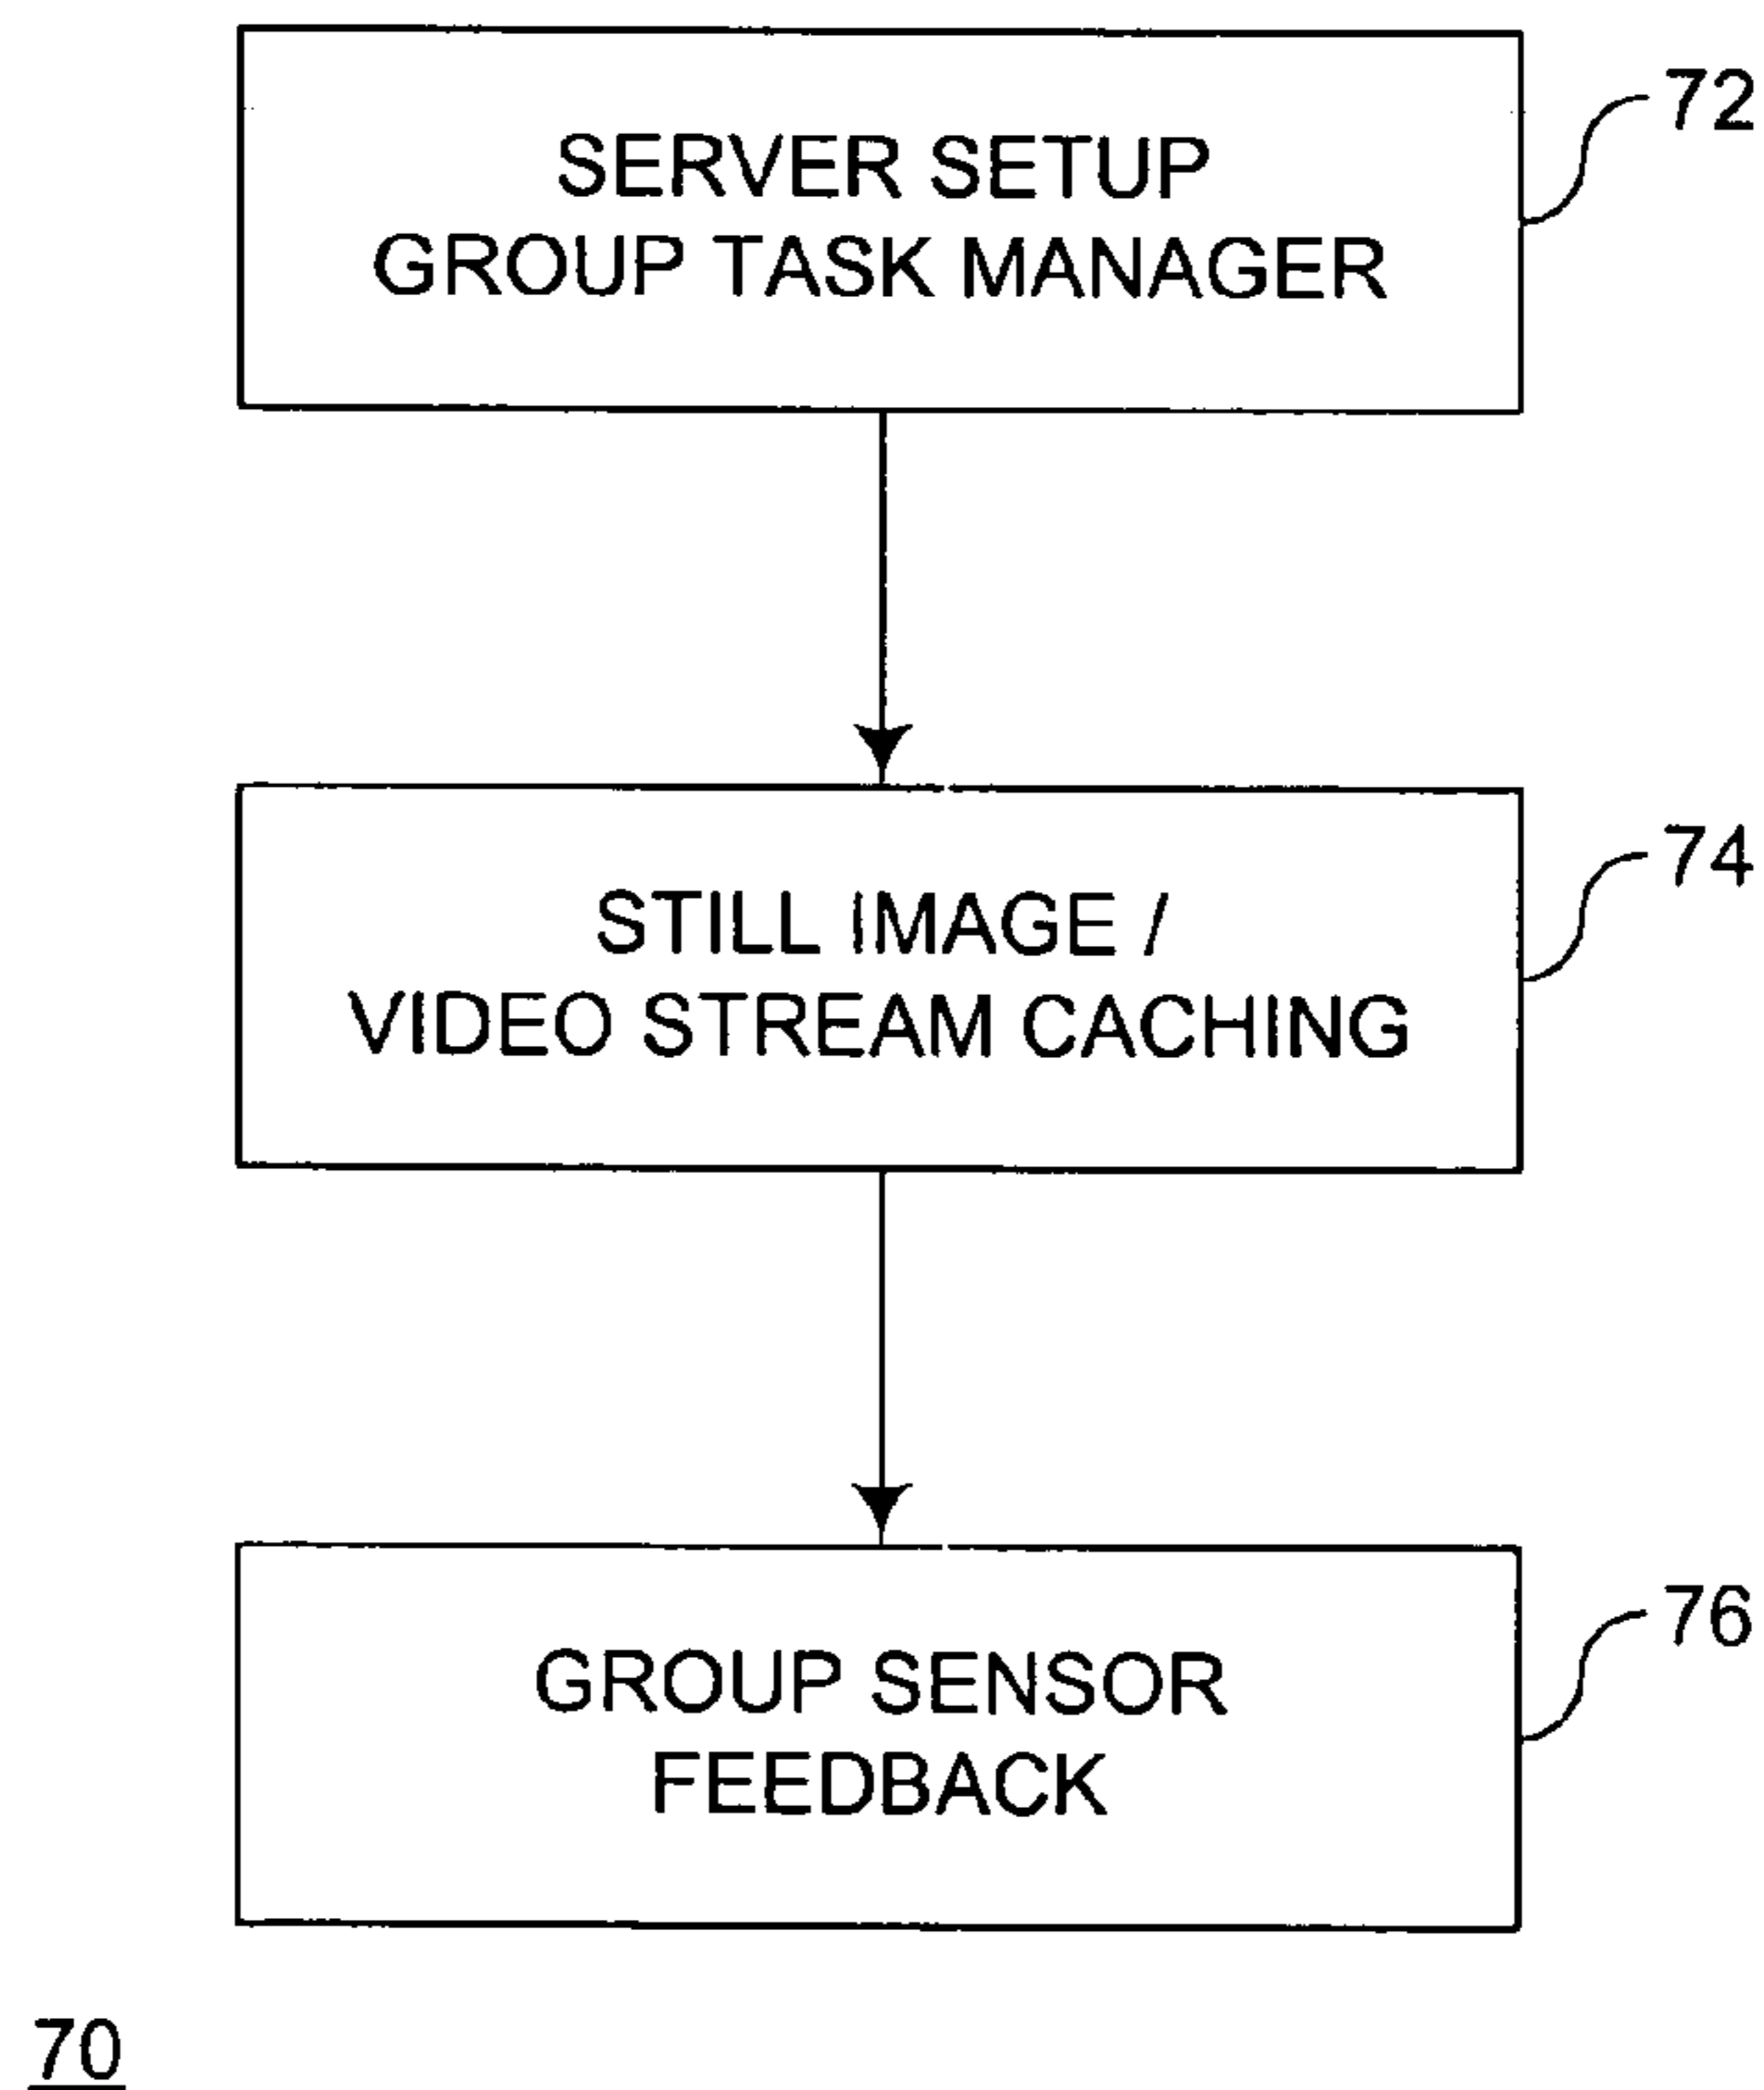 SERVER SETUP
GROUP TASK MANAGER
72
STILL IMAGE /
VIDEO STREAM CACHING
74
GROUP SENSOR
FEEDBACK
76
70